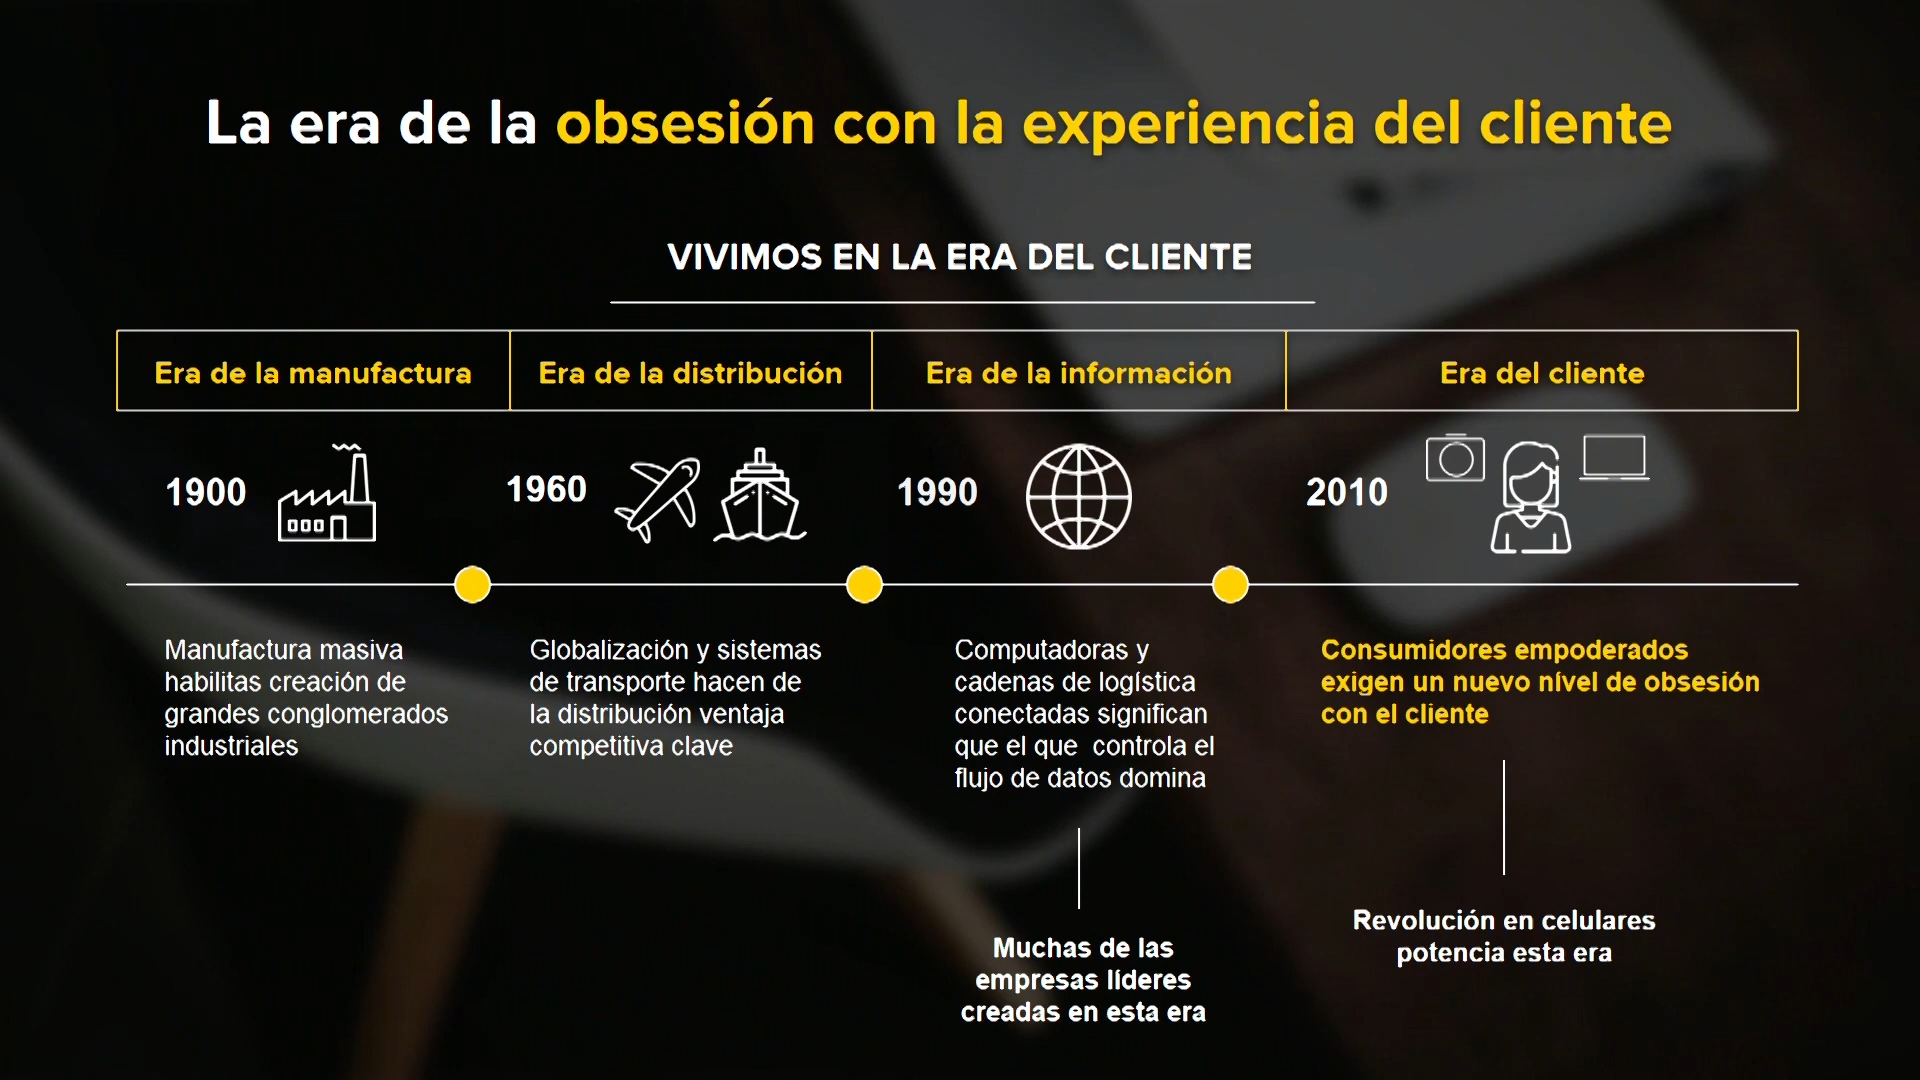 La era de la obsesión con la experiencia del cliente
VIVIMOS EN LA ERA DEL CLIENTE
Era de la manufactura
Era de la distribución
Era de la información
Era del cliente
1900
1960
1990
2010
Manufactura masiva
habilitas creación de
grandes conglomerados
industriales
Globalización y sistemas
de transporte hacen de
la distribución ventaja
competitiva clave
Computadoras y
cadenas de logística
conectadas significan
que el que  controla el
flujo de datos domina
Consumidores empoderados
exigen un nuevo nível de obsesión
con el cliente
Muchas de las
empresas líderes
creadas en esta era
Revolución en celulares
potencia esta era